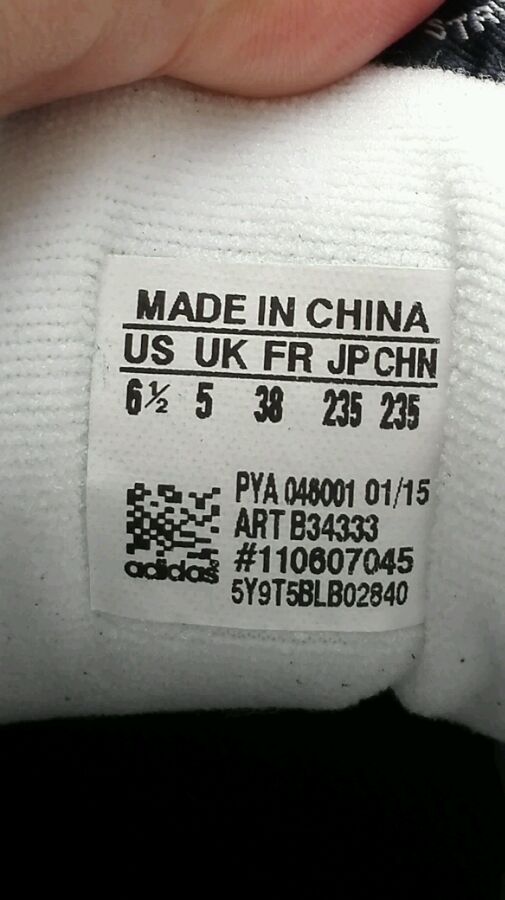 MADE IN CHINA
US UK FR JP CHN
6½ 5 38 235 235
PYA 048001 01/15
ART B34333
#110607045
adidas
5Y9T5BLB02840